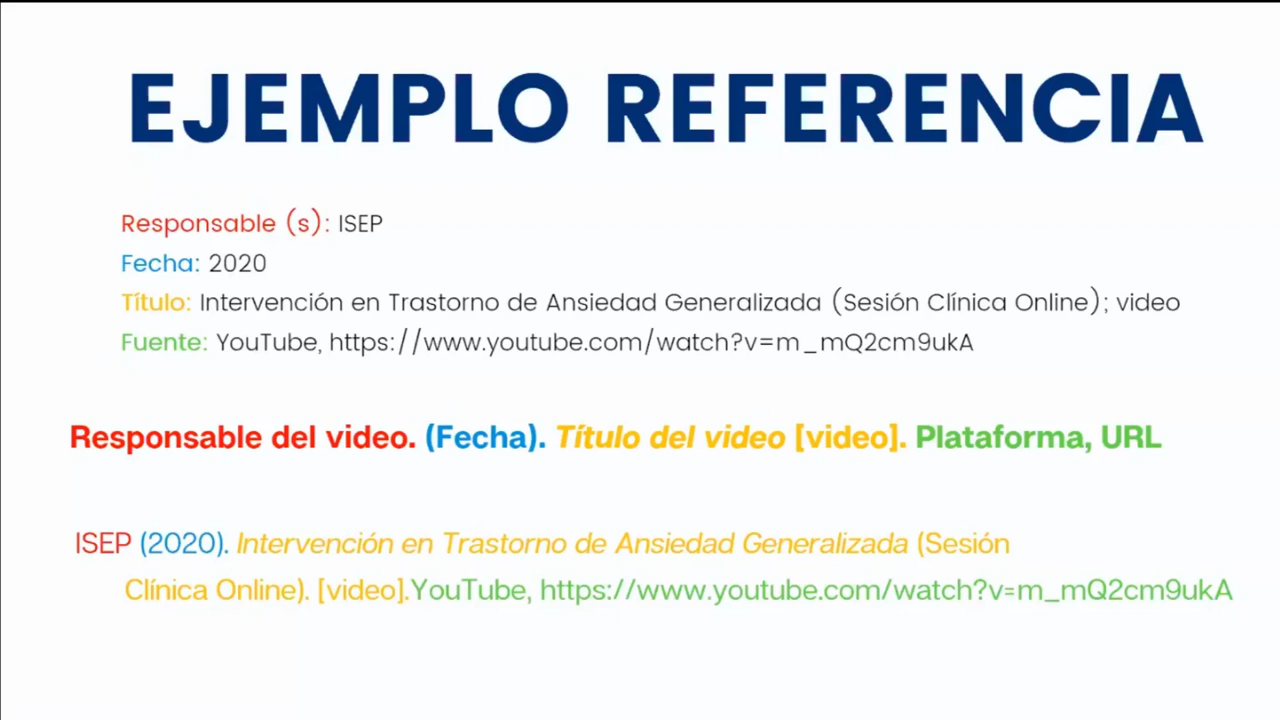 EJEMPLO REFERENCIA
Responsable (s): ISEP
Fecha: 2020
Título: Intervención en Trastorno de Ansiedad Generalizada (Sesión Clínica Online); video
Fuente: YouTube, https://www.youtube.com/watch?v=m_mQ2cm9ukA
Responsable del video. (Fecha). Título del video [video]. Plataforma, URL
ISEP (2020). Intervención en Trastorno de Ansiedad Generalizada (Sesión
Clínica Online). [video].YouTube, https://www.youtube.com/watch?v=m_mQ2cm9ukA